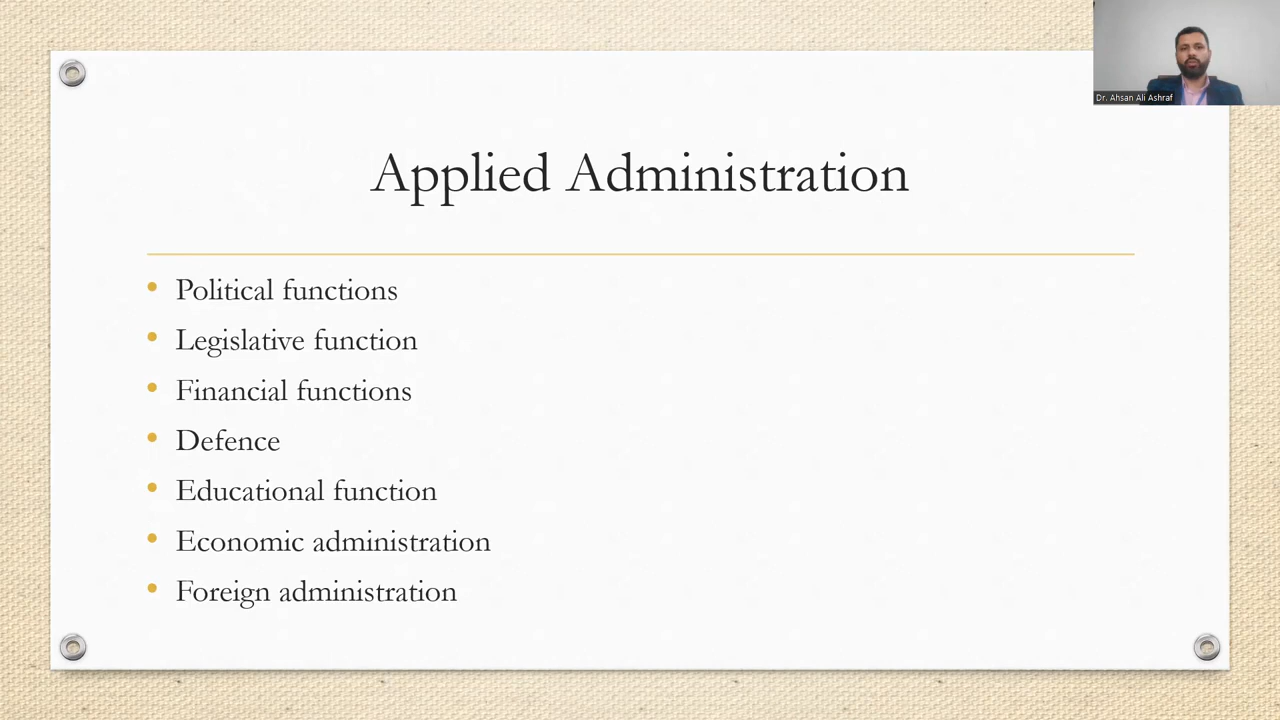 Dr. Ahsan Ali Ashraf
Applied Administration
• Political functions
• Legislative function
• Financial functions
• Defence
• Educational function
• Economic administration
• Foreign administration